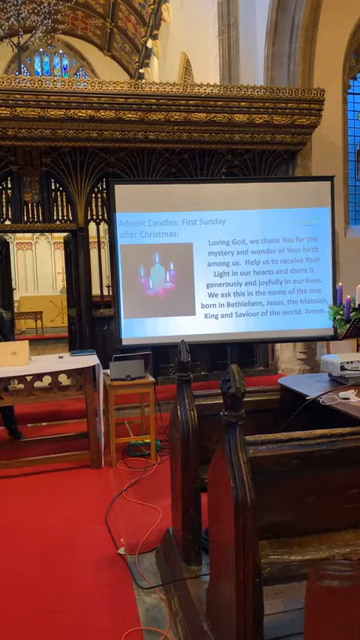 Advent Candles: First Sunday
after Christmas:
Loving God, we thank You for the
mystery and wonder of Your birth
among us. Help us to receive Your
Light in our hearts and share it
generously and joyfully in our lives.
We ask this in the name of the one
born in Bethlehem, Jesus, the Messiah,
King and Saviour of the world. Amen.